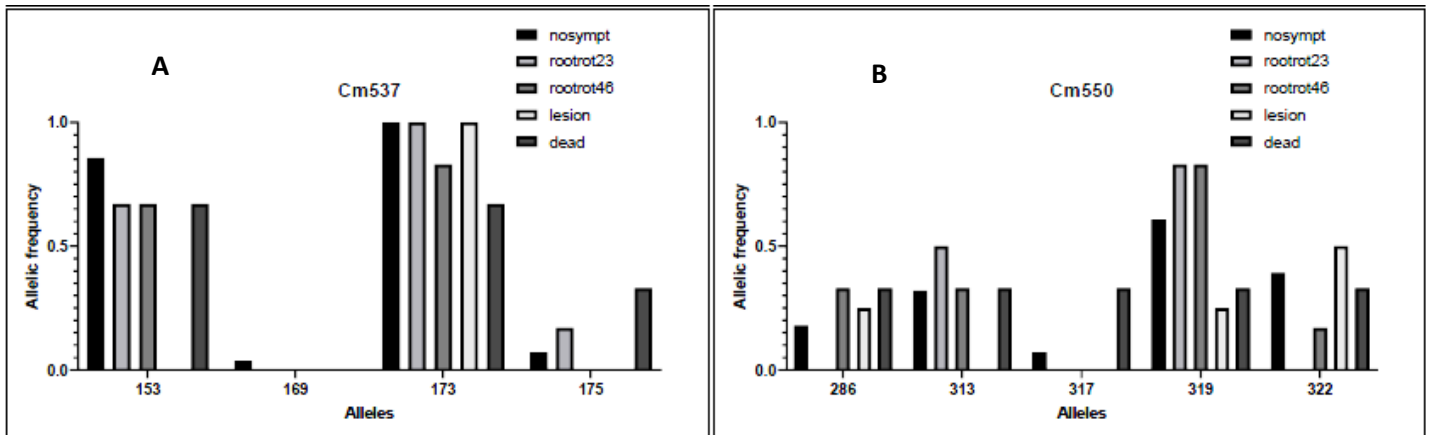 A
Cm537
nosympt
rootrot23
rootrot46
lesion
dead
1.0
0.5
0.0
Allelic frequency
153 169 173 175
Alleles
B
Cm550
nosympt
rootrot23
rootrot46
lesion
dead
1.0
0.5
0.0
Allelic frequency
286 313 317 319 322
Alleles